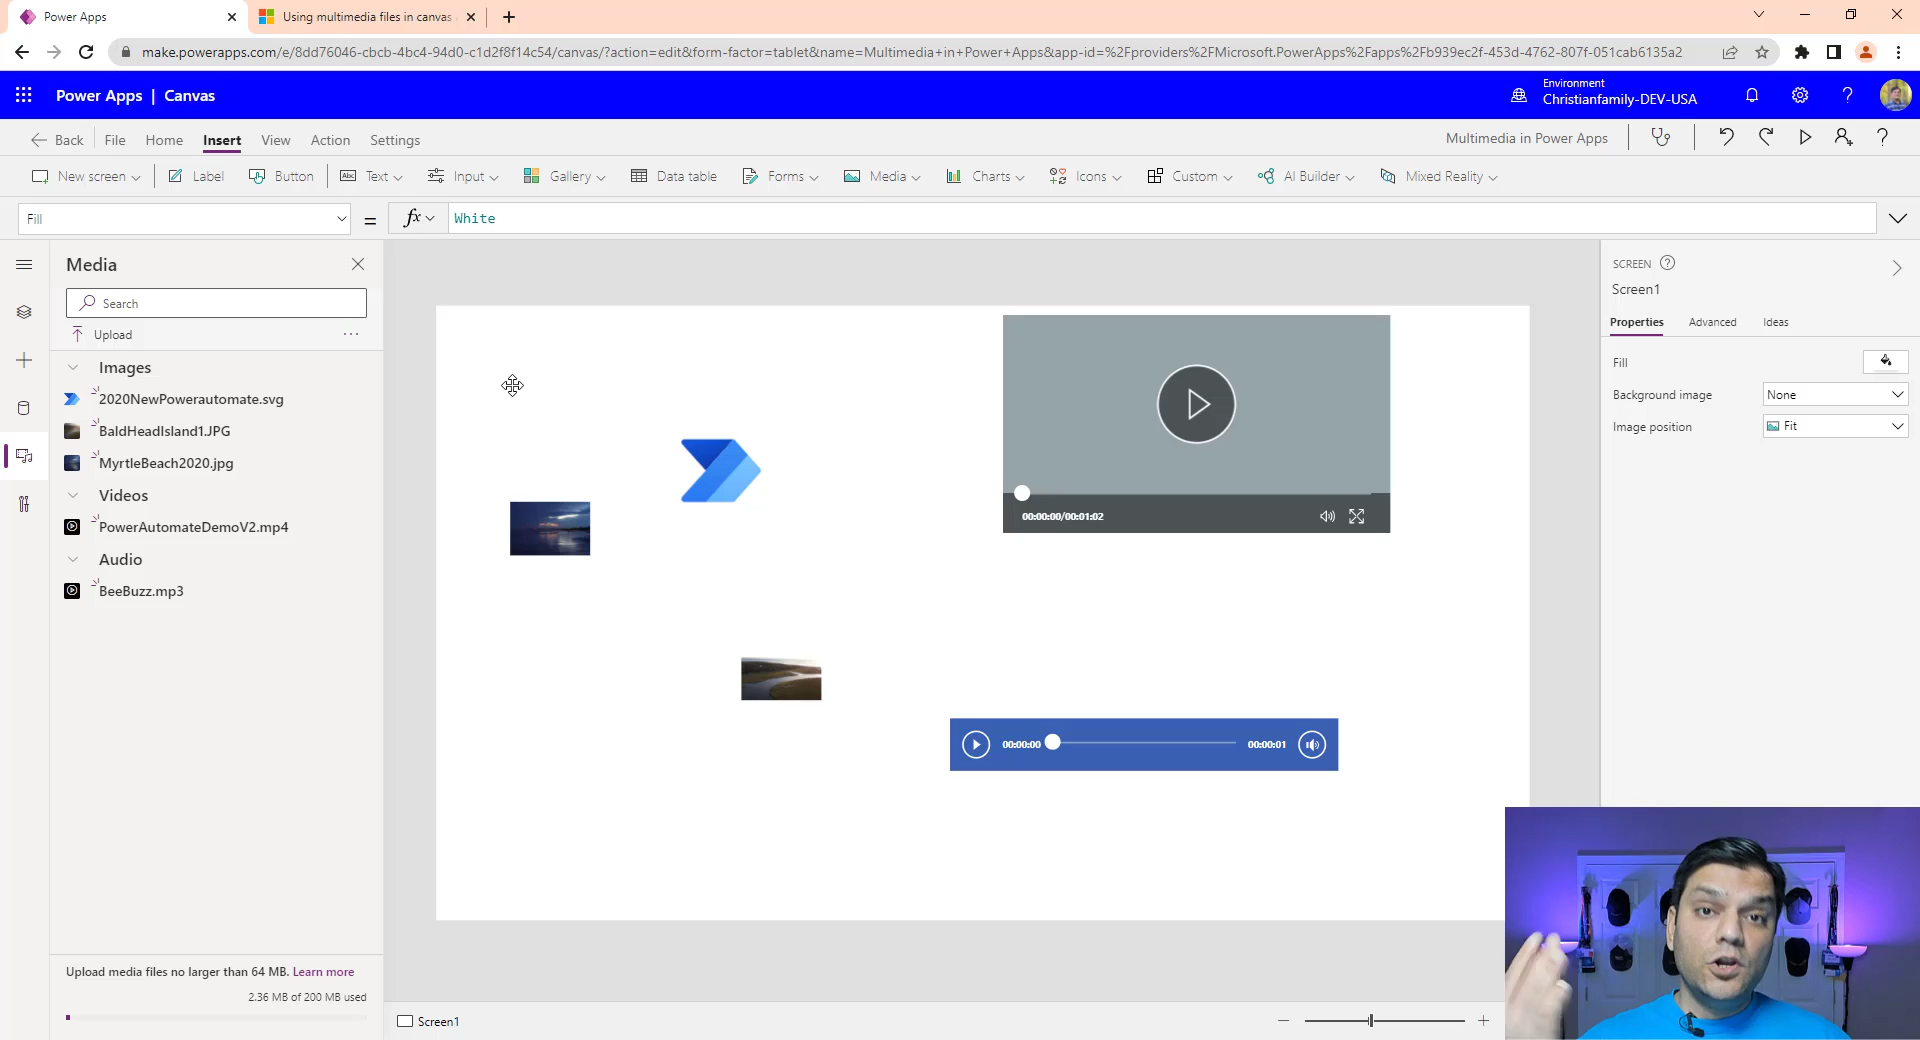 Power Apps
Using multimedia files in canvas
make.powerapps.com/e/8dd76046-cbcb-4bc4-94d0-c1d2f8f14c54/canvas/?action=edit&form-factor=tablet&name=Multimedia+in+Power+Apps&app-id=%2Fproviders%2FMicrosoft.PowerApps%2Fapps%2Fb939ec2f-453d-4762-807f-051cab6135a2
Power Apps | Canvas
Environment
Christianfamily-DEV-USA
Back File Home Insert View Action Settings
Multimedia in Power Apps
New screen Label Button Abc Text Input Gallery Data table Forms Media Charts Icons Custom AI Builder Mixed Reality
Fill = fx White
Media
Search
Upload ...
Images
2020NewPowerautomate.svg
BaldHeadIsland1.JPG
MyrtleBeach2020.jpg
Videos
PowerAutomateDemoV2.mp4
Audio
BeeBuzz.mp3
Upload media files no larger than 64 MB. Learn more
2.36 MB of 200 MB used
00:00:00/00:01:02
00:00:00
00:00:01
Screen1
SCREEN
Screen1
Properties Advanced Ideas
Fill
Background image None
Image position Fit